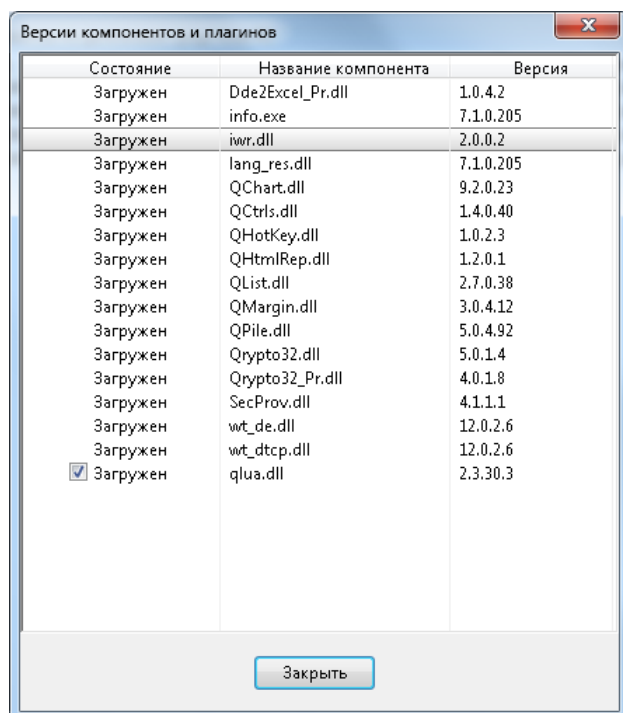 Версии компонентов и плагинов
Состояние Название компонента Версия
Загружен Dde2Excel_Pr.dll 1.0.4.2
Загружен info.exe 7.1.0.205
Загружен iwr.dll 2.0.0.2
Загружен lang_res.dll 7.1.0.205
Загружен QChart.dll 9.2.0.23
Загружен QCtrls.dll 1.4.0.40
Загружен QHotKey.dll 1.0.2.3
Загружен QHtmlRep.dll 1.2.0.1
Загружен QList.dll 2.7.0.38
Загружен QMargin.dll 3.0.4.12
Загружен QPile.dll 5.0.4.92
Загружен Qrypto32.dll 5.0.1.4
Загружен Qrypto32_Pr.dll 4.0.1.8
Загружен SecProv.dll 4.1.1.1
Загружен wt_de.dll 12.0.2.6
Загружен wt_dtcp.dll 12.0.2.6
Загружен qlua.dll 2.3.30.3
Закрыть